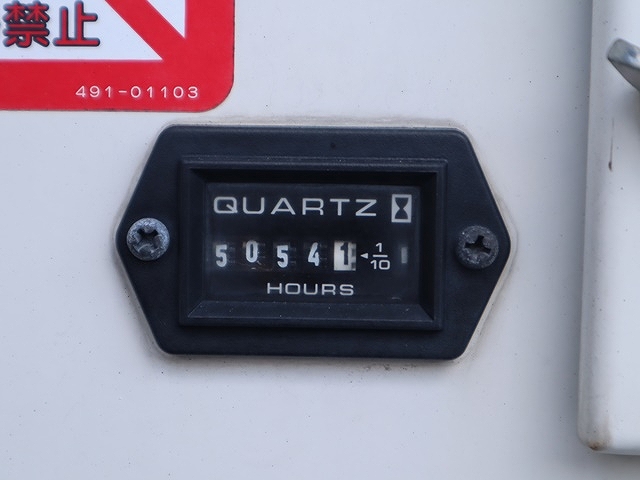 禁止
491-01103
QUARTZ
50541 ◂ 1/10
HOURS